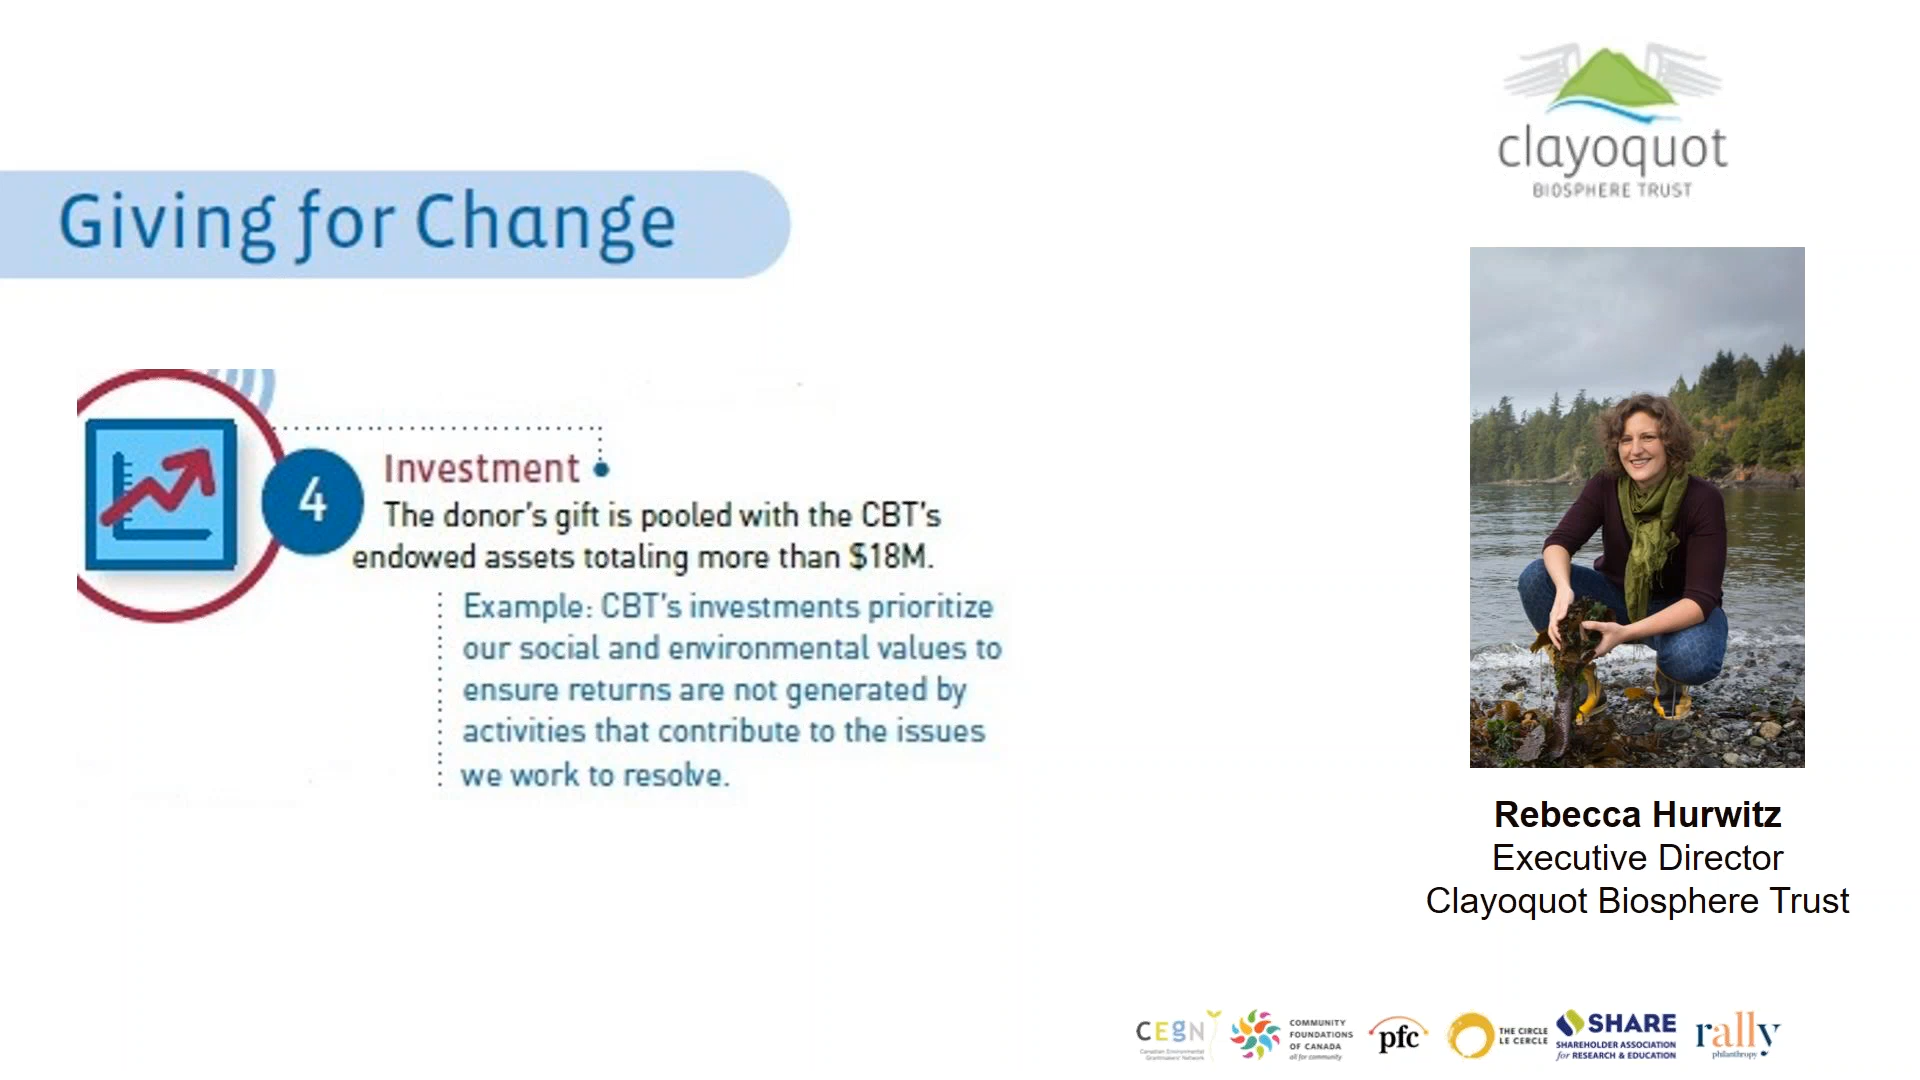 clayoquot
BIOSPHERE TRUST
Giving for Change
4
Investment
The donor's gift is pooled with the CBT's
endowed assets totaling more than $18M.
Example: CBT's investments prioritize
our social and environmental values to
ensure returns are not generated by
activities that contribute to the issues
we work to resolve.
Rebecca Hurwitz
Executive Director
Clayoquot Biosphere Trust
CEGN
Canadian Environmental
Grantmakers' Network
COMMUNITY
FOUNDATIONS
OF CANADA
all for community
pfc
THE CIRCLE
LE CERCLE
SHARE
SHAREHOLDER ASSOCIATION
for RESEARCH & EDUCATION
rally
philanthropy